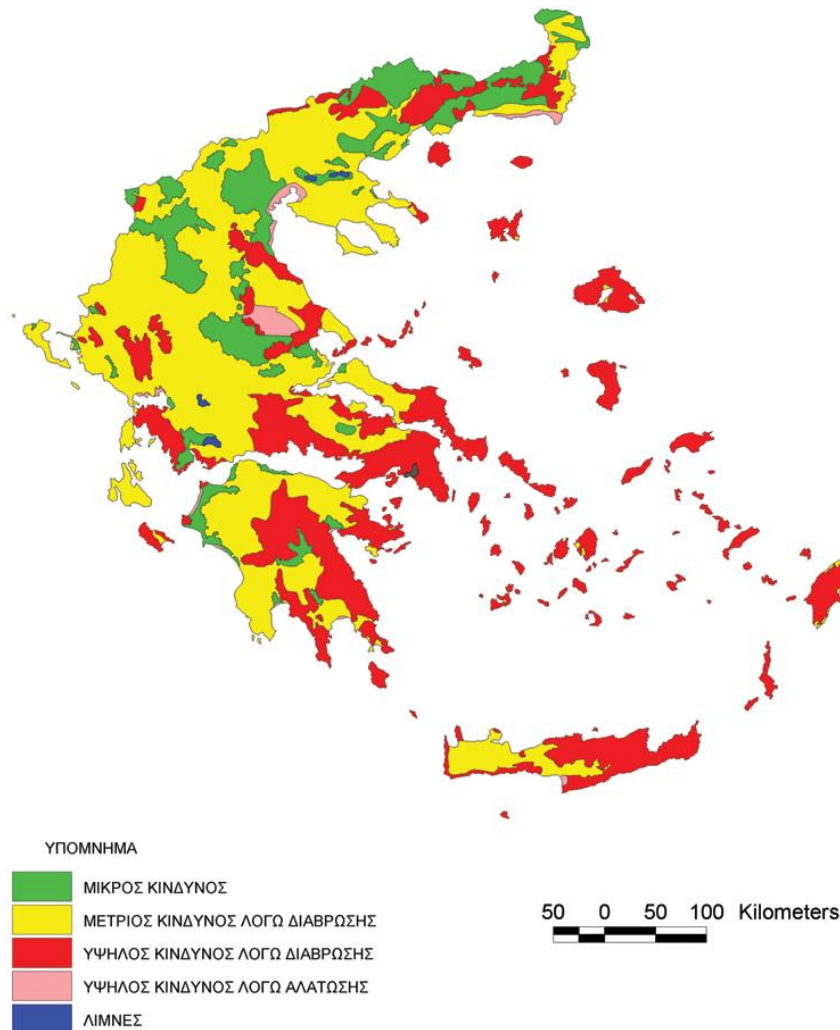 ΥΠΟΜΝΗΜΑ
ΜΙΚΡΟΣ ΚΙΝΔΥΝΟΣ
ΜΕΤΡΙΟΣ ΚΙΝΔΥΝΟΣ ΛΟΓΩ ΔΙΑΒΡΩΣΗΣ
ΥΨΗΛΟΣ ΚΙΝΔΥΝΟΣ ΛΟΓΩ ΔΙΑΒΡΩΣΗΣ
ΥΨΗΛΟΣ ΚΙΝΔΥΝΟΣ ΛΟΓΩ ΑΛΑΤΩΣΗΣ
ΛΙΜΝΕΣ
50 0 50 100 Kilometers